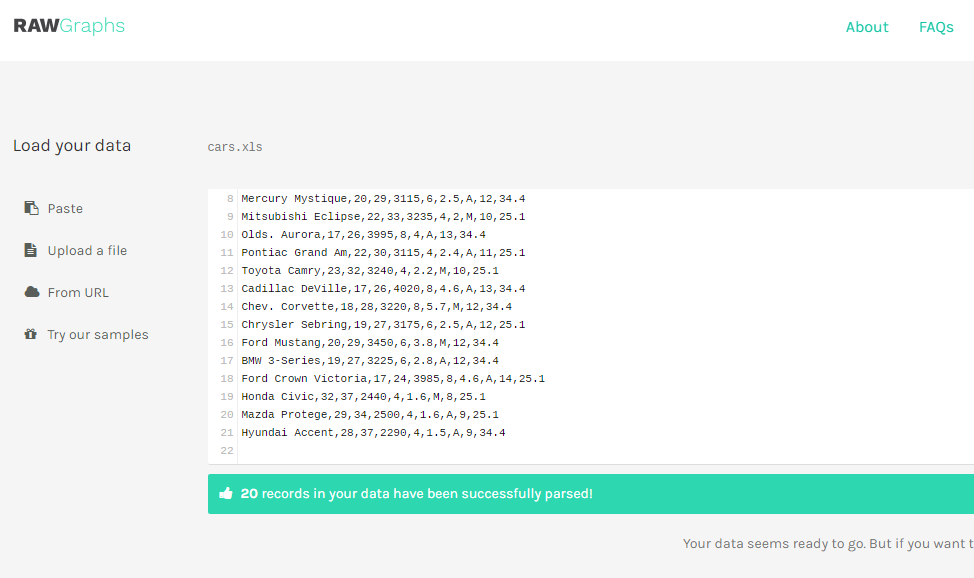 RAWGraphs
About FAQs
Load your data
cars.xls
Paste
Upload a file
From URL
Try our samples
8 Mercury Mystique,20,29,3115,6,2.5,A,12,34.4
9 Mitsubishi Eclipse,22,33,3235,4,2,M,10,25.1
10 Olds. Aurora,17,26,3995,8,4,A,13,34.4
11 Pontiac Grand Am,22,30,3115,4,2.4,A,11,25.1
12 Toyota Camry,23,32,3240,4,2.2,M,10,25.1
13 Cadillac DeVille,17,26,4020,8,4.6,A,13,34.4
14 Chev. Corvette,18,28,3220,8,5.7,M,12,34.4
15 Chrysler Sebring,19,27,3175,6,2.5,A,12,25.1
16 Ford Mustang,20,29,3450,6,3.8,M,12,34.4
17 BMW 3-Series,19,27,3225,6,2.8,A,12,34.4
18 Ford Crown Victoria,17,24,3985,8,4.6,A,14,25.1
19 Honda Civic,32,37,2440,4,1.6,M,8,25.1
20 Mazda Protege,29,34,2500,4,1.6,A,9,25.1
21 Hyundai Accent,28,37,2290,4,1.5,A,9,34.4
22
20 records in your data have been successfully parsed!
Your data seems ready to go. But if you want t